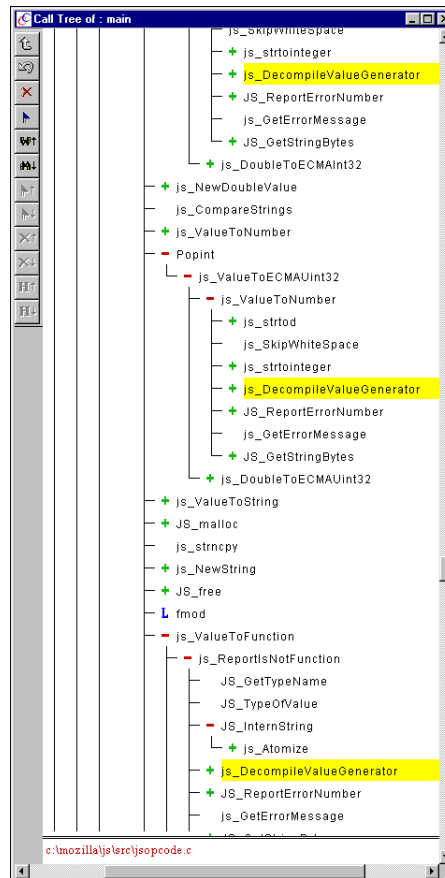 Call Tree of : main
js_SkipWhiteSpace
js_strtointeger
js_DecompileValueGenerator
JS_ReportErrorNumber
js_GetErrorMessage
JS_GetStringBytes
js_DoubleToECMAInt32
js_NewDoubleValue
js_CompareStrings
js_ValueToNumber
Popint
js_ValueToECMAUint32
js_ValueToNumber
js_strtod
js_SkipWhiteSpace
js_strtointeger
js_DecompileValueGenerator
JS_ReportErrorNumber
js_GetErrorMessage
JS_GetStringBytes
js_DoubleToECMAUint32
js_ValueToString
JS_malloc
js_strncpy
js_NewString
JS_free
L fmod
js_ValueToFunction
js_ReportIsNotFunction
JS_GetTypeName
JS_TypeOfValue
JS_InternString
js_Atomize
js_DecompileValueGenerator
JS_ReportErrorNumber
js_GetErrorMessage
c:\mozilla\js\src\jsopcode.c